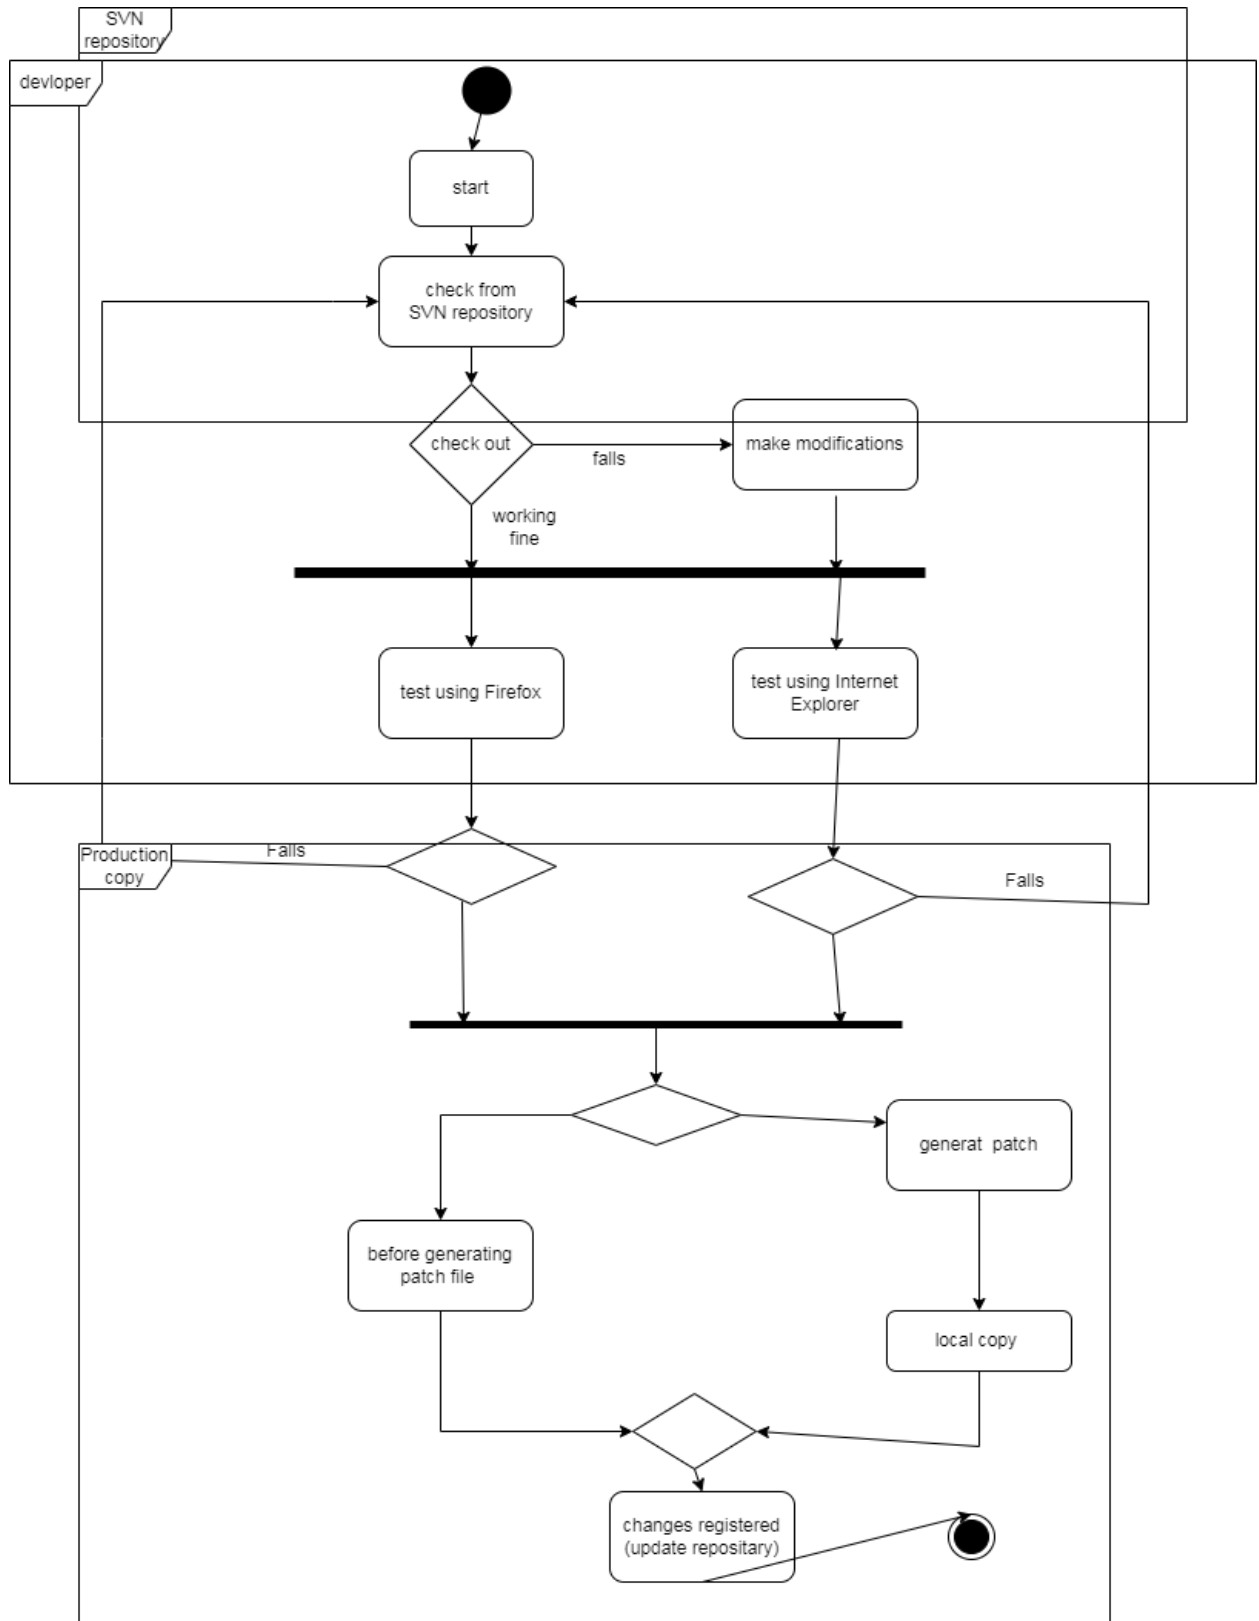 SVN
repository
devloper
start
check from
SVN repository
check out
falls
make modifications
working
fine
test using Firefox
test using Internet
Explorer
Production
copy
Falls
Falls
generat patch
before generating
patch file
local copy
changes registered
(update repositary)